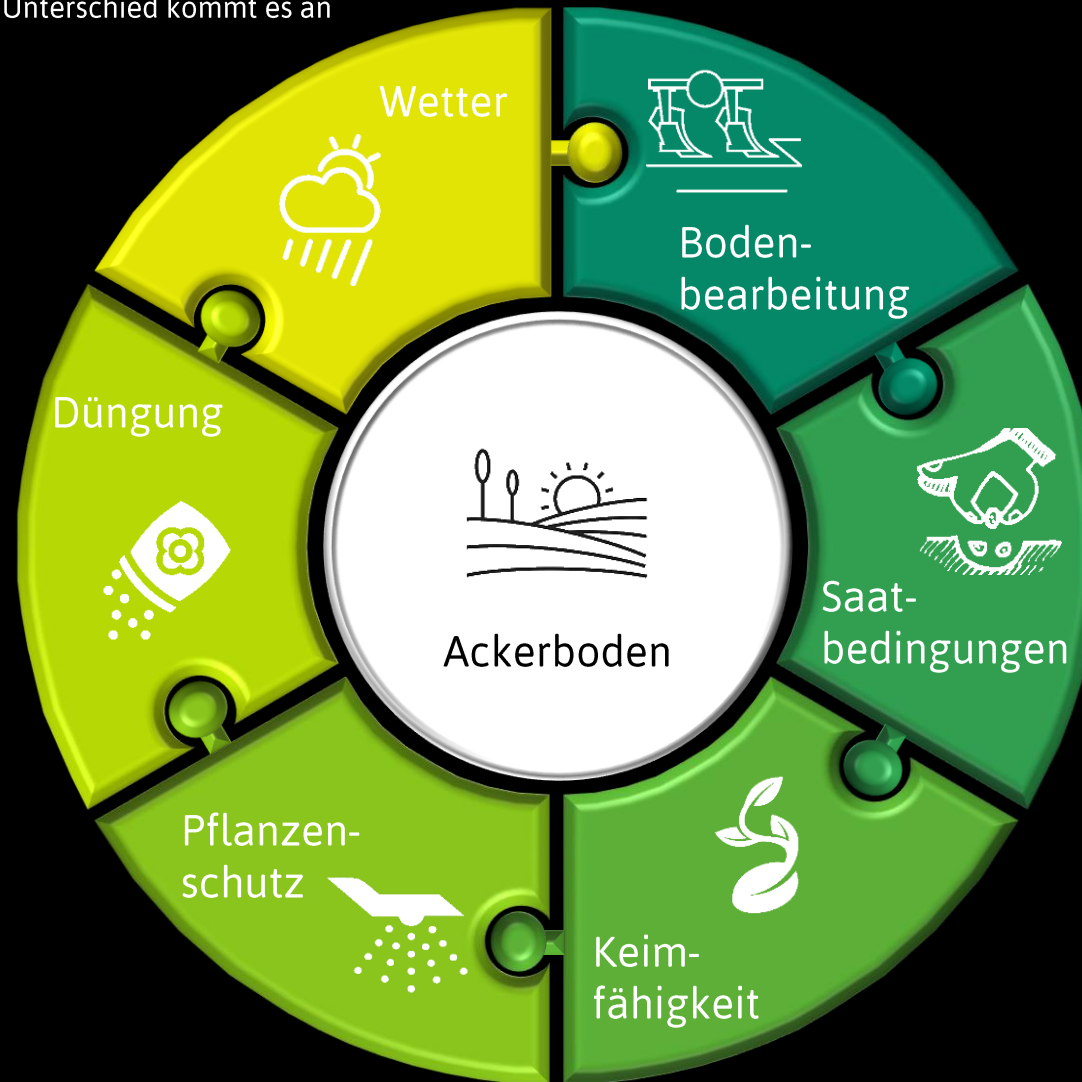 Unterschied kommt es an
Wetter
Boden-
bearbeitung
Düngung
Saat-
bedingungen
Ackerboden
Pflanzen-
schutz
Keim-
fähigkeit